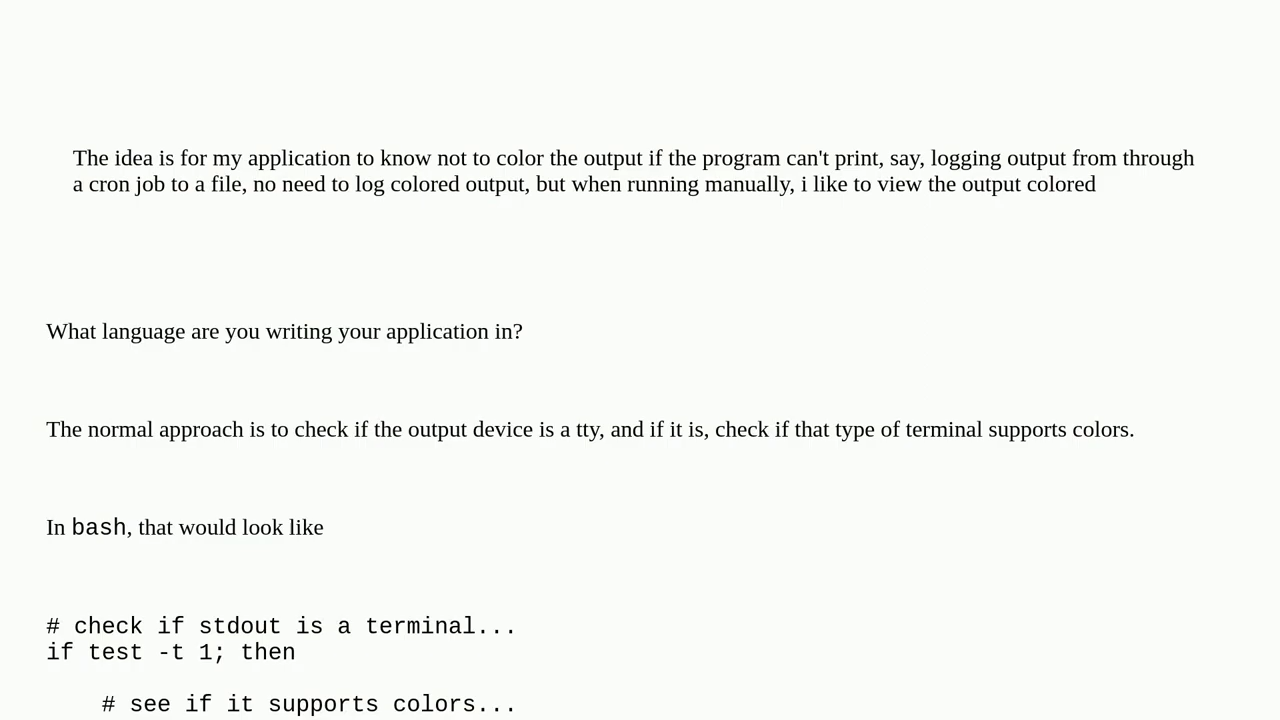 The idea is for my application to know not to color the output if the program can't print, say, logging output from through
a cron job to a file, no need to log colored output, but when running manually, i like to view the output colored
What language are you writing your application in?
The normal approach is to check if the output device is a tty, and if it is, check if that type of terminal supports colors.
In bash, that would look like
# check if stdout is a terminal...
if test -t 1; then
    # see if it supports colors...